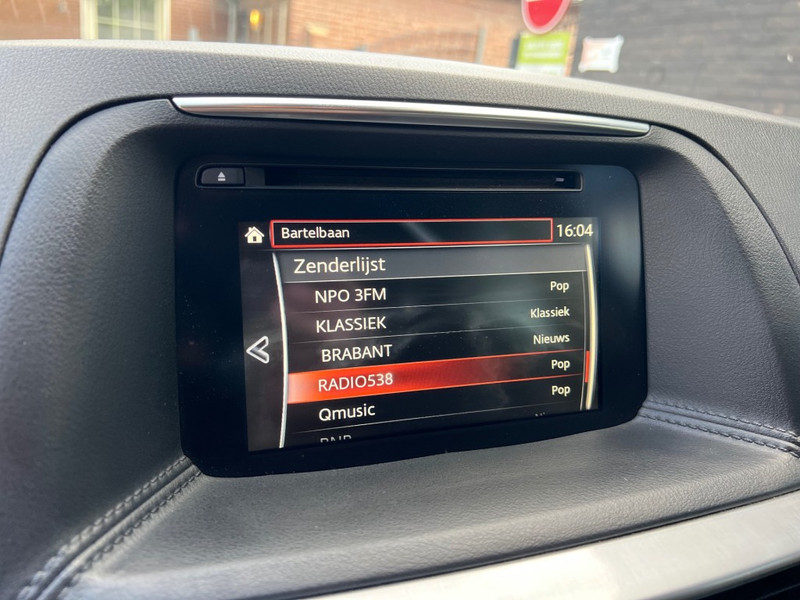 Bartelbaan 16:04
Zenderlijst
NPO 3FM Pop
KLASSIEK Klassiek
BRABANT Nieuws
RADIO538 Pop
Qmusic Pop